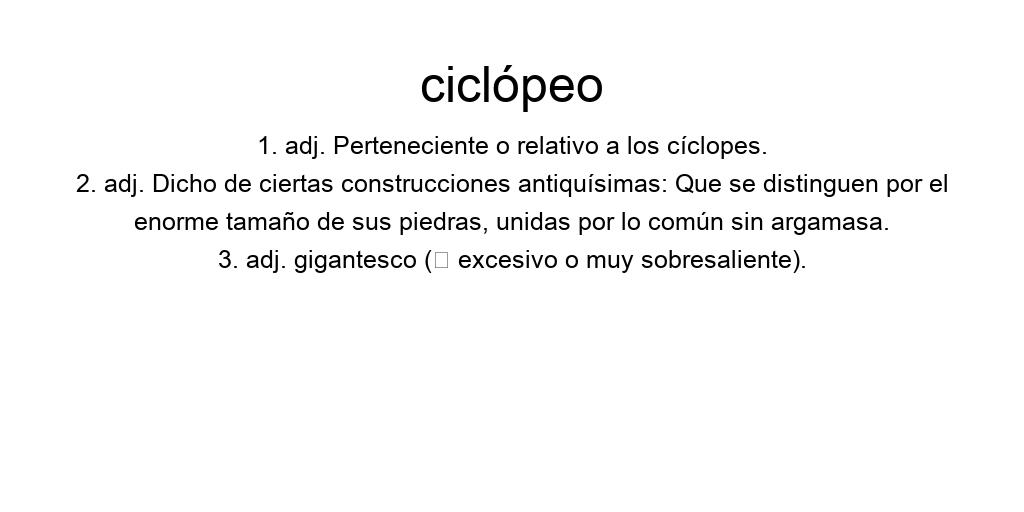 ciclópeo
1. adj. Perteneciente o relativo a los cíclopes.
2. adj. Dicho de ciertas construcciones antiquísimas: Que se distinguen por el
enorme tamaño de sus piedras, unidas por lo común sin argamasa.
3. adj. gigantesco (□ excesivo o muy sobresaliente).